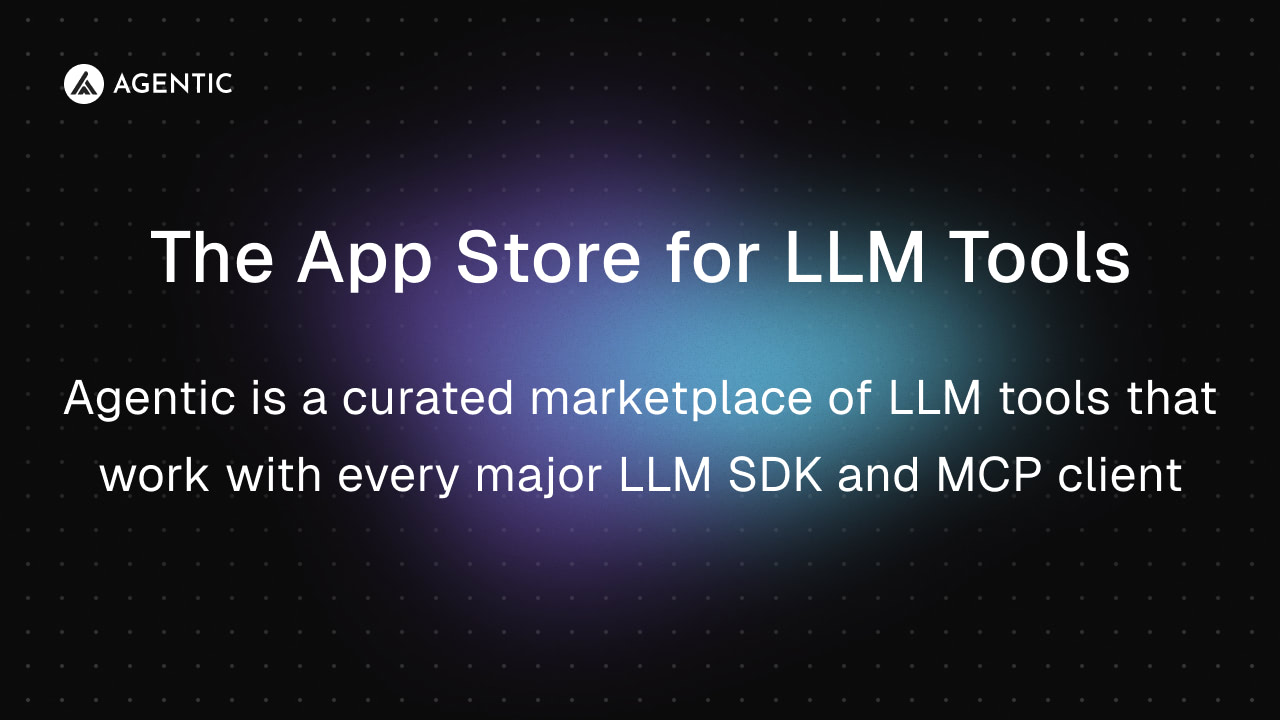 AGENTIC
The App Store for LLM Tools
Agentic is a curated marketplace of LLM tools that
work with every major LLM SDK and MCP client